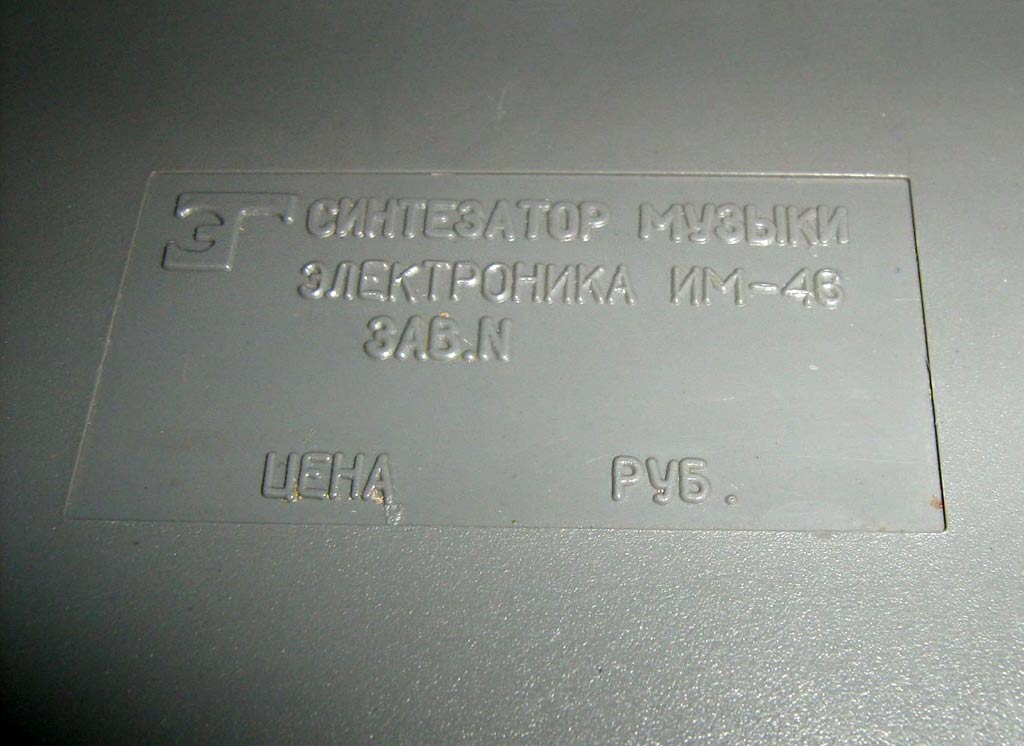 СИНТЕЗАТОР МУЗЫКИ
ЭЛЕКТРОНИКА ИМ-46
ЗАВ.N
ЦЕНА РУБ.